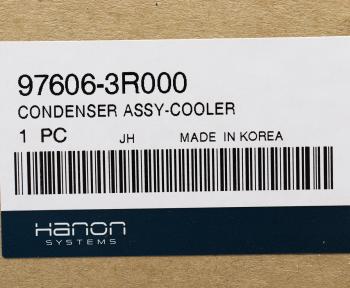 97606-3R000
CONDENSER ASSY-COOLER
1 PC JH MADE IN KOREA
Hanon
SYSTEMS